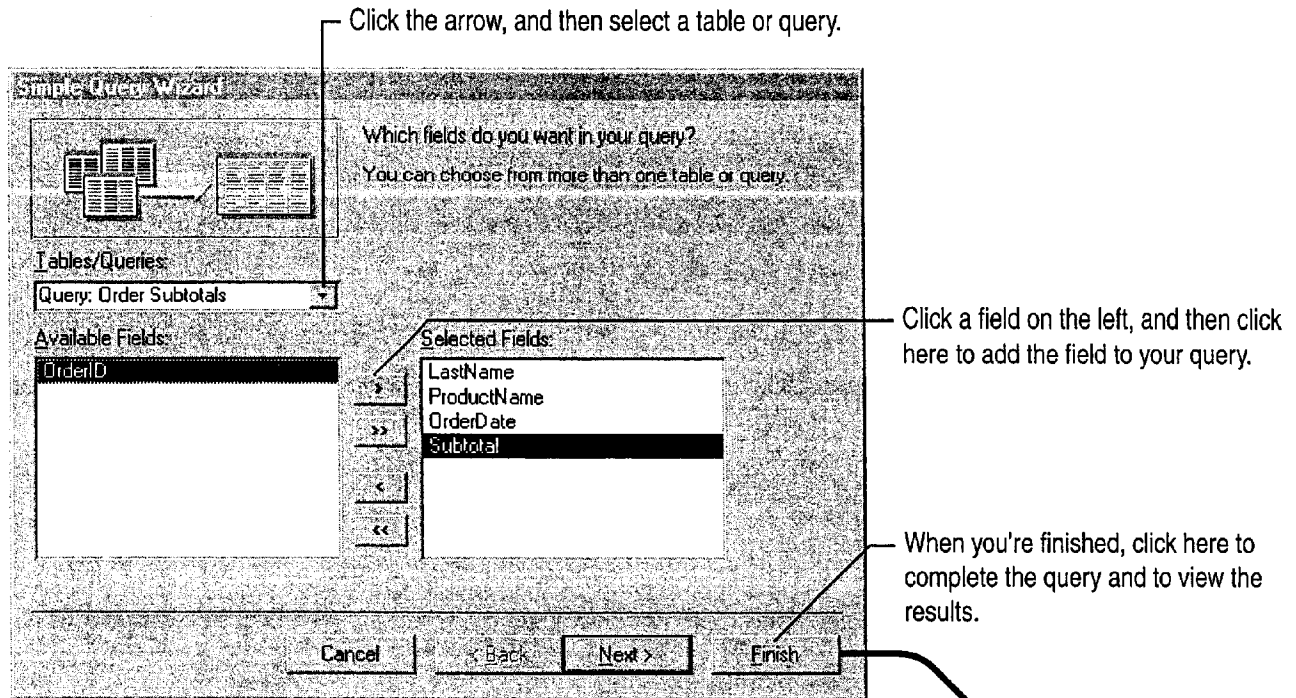 Click the arrow, and then select a table or query.
Simple Query Wizard
Which fields do you want in your query?
You can choose from more than one table or query.
Tables/Queries:
Query: Order Subtotals
Available Fields:
Selected Fields:
OrderID
LastName
ProductName
OrderDate
Subtotal
>
>>
<
<<
Click a field on the left, and then click
here to add the field to your query.
When you're finished, click here to
complete the query and to view the
results.
Cancel
< Back
Next >
Finish